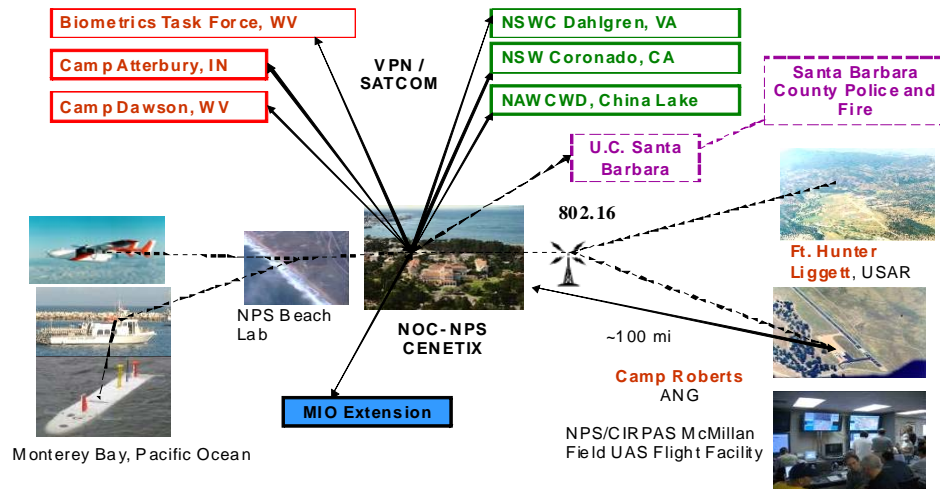 Biometrics Task Force, WV
Camp Atterbury, IN
Camp Dawson, WV
VPN /
SATCOM
NSWC Dahlgren, VA
NSW Coronado, CA
NAWCWD, China Lake
Santa Barbara
County Police and
Fire
U.C. Santa
Barbara
802.16
Ft. Hunter
Liggett, USAR
NPS Beach
Lab
NOC-NPS
CENETIX
~100 mi
Camp Roberts
ANG
MIO Extension
NPS/CIRPAS McMillan
Field UAS Flight Facility
Monterey Bay, Pacific Ocean